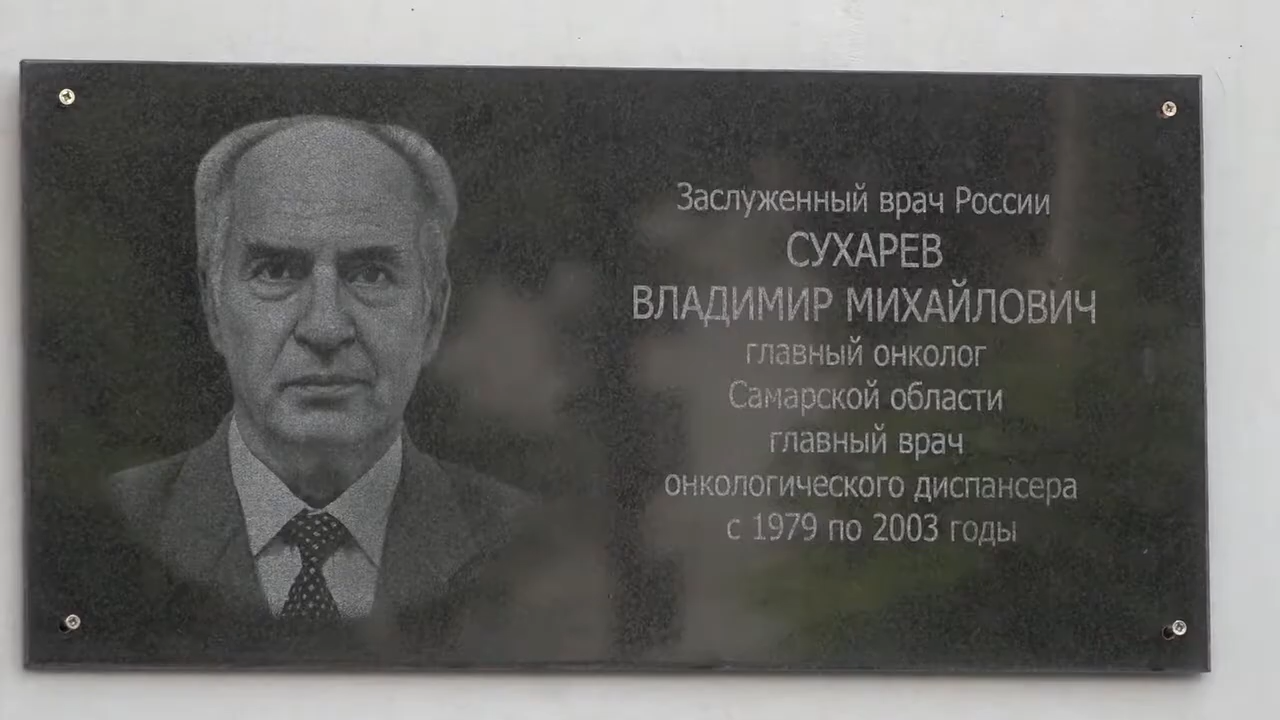 Заслуженный врач России
СУХАРЕВ
ВЛАДИМИР МИХАЙЛОВИЧ
главный онколог
Самарской области
главный врач
онкологического диспансера
с 1979 по 2003 годы